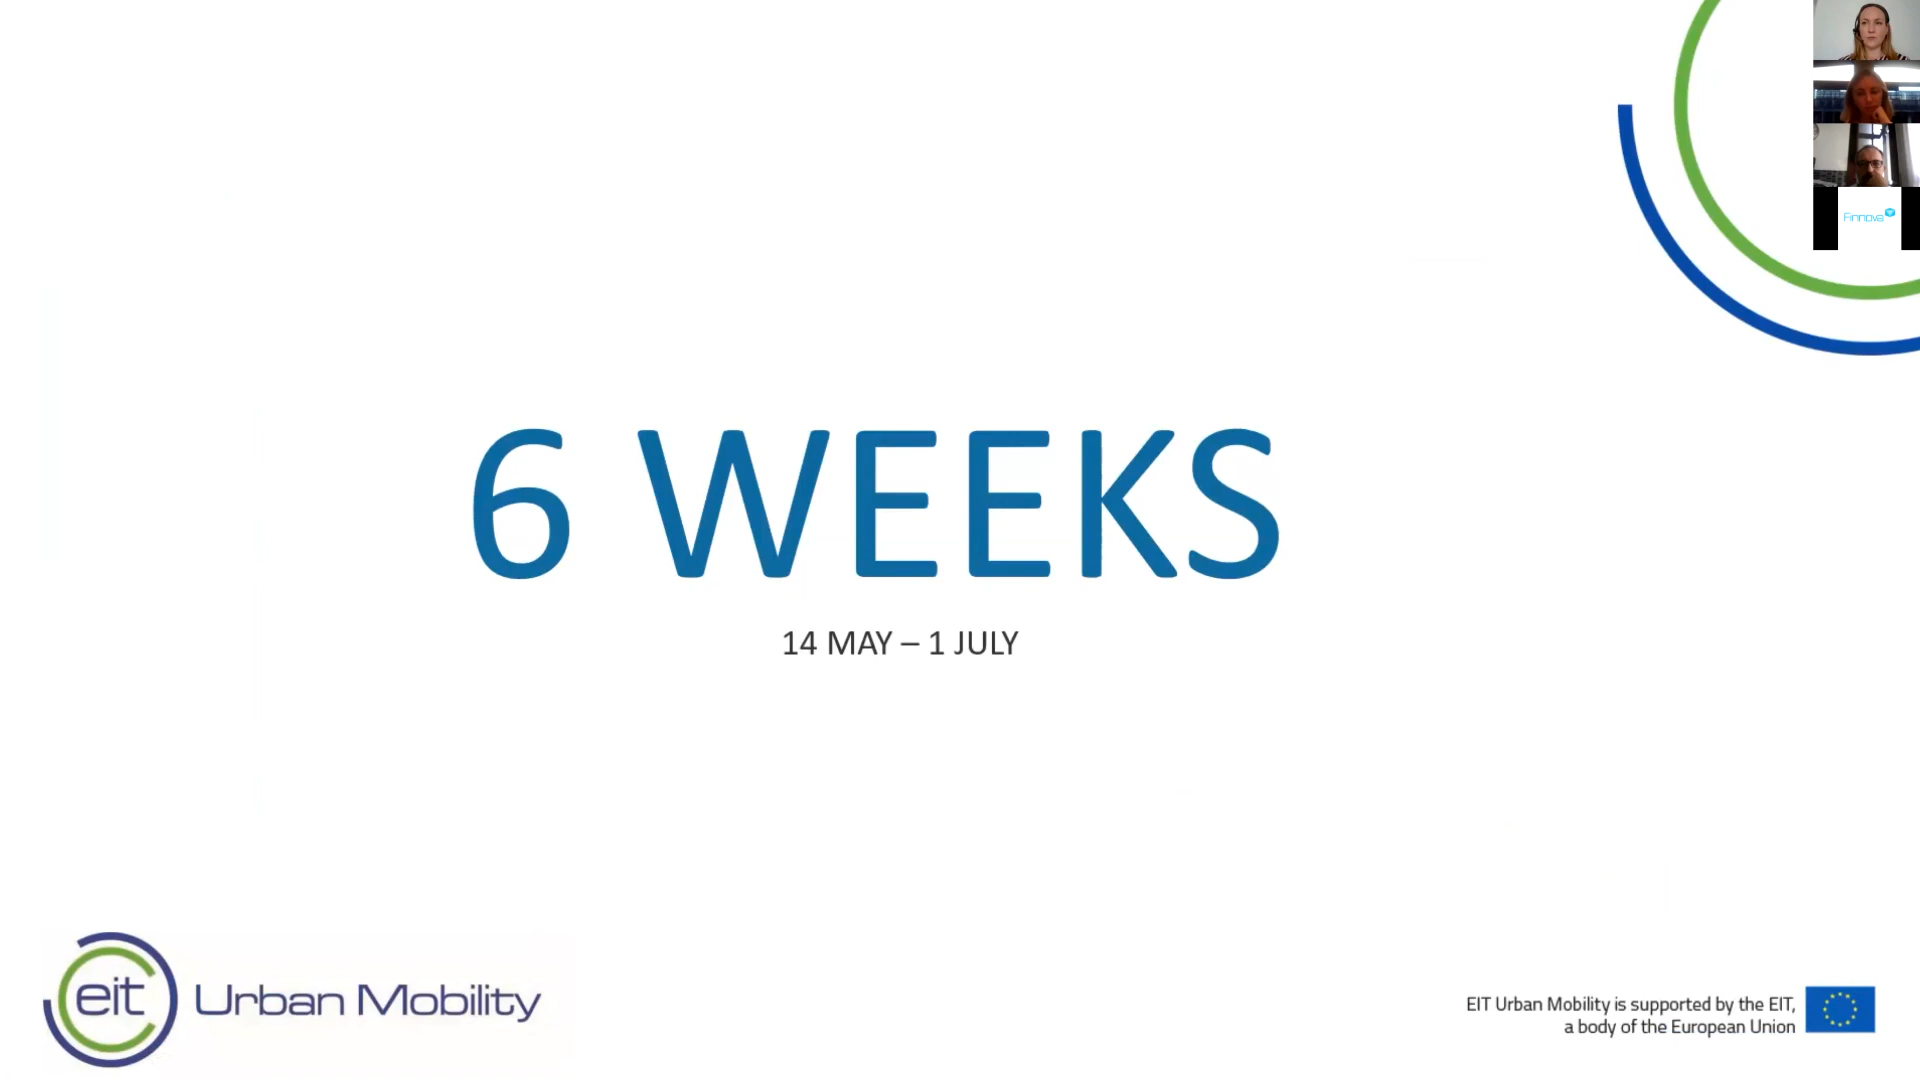 Finnova
6 WEEKS
14 MAY – 1 JULY
eit Urban Mobility
EIT Urban Mobility is supported by the EIT,
a body of the European Union